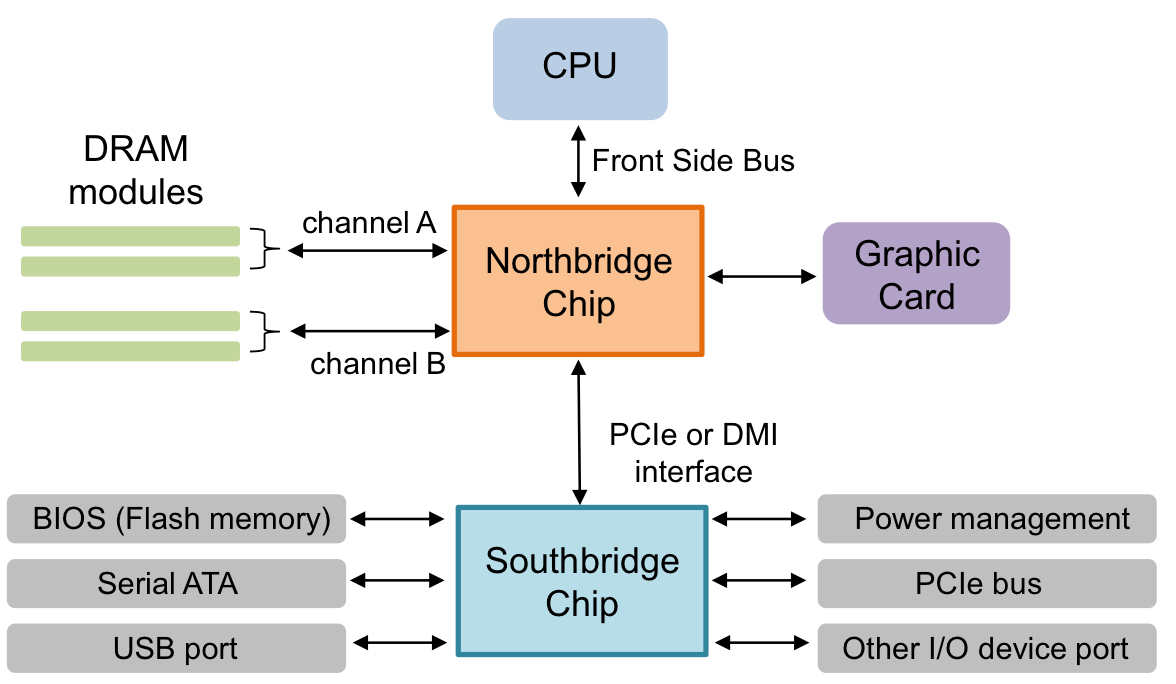 CPU
Front Side Bus
DRAM
modules
channel A
channel B
Northbridge
Chip
Graphic
Card
PCIe or DMI
interface
BIOS (Flash memory)
Serial ATA
USB port
Southbridge
Chip
Power management
PCIe bus
Other I/O device port